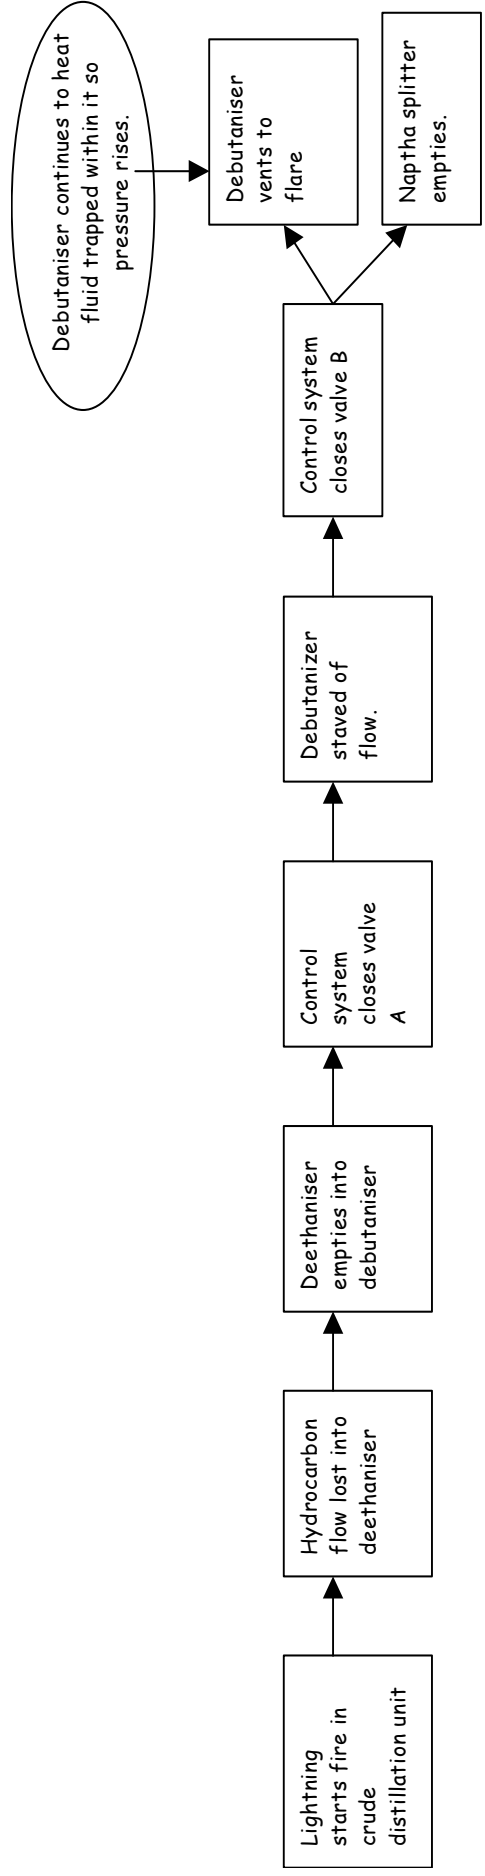 Lightning
starts fire in
crude
distillation unit
Hydrocarbon
flow lost into
deethaniser
Deethaniser
empties into
debutaniser
Control
system
closes valve
A
Debutanizer
staved of
flow.
Control system
closes valve B
Debutaniser continues to heat
fluid trapped within it so
pressure rises.
Debutaniser
vents to
flare
Naptha splitter
empties.